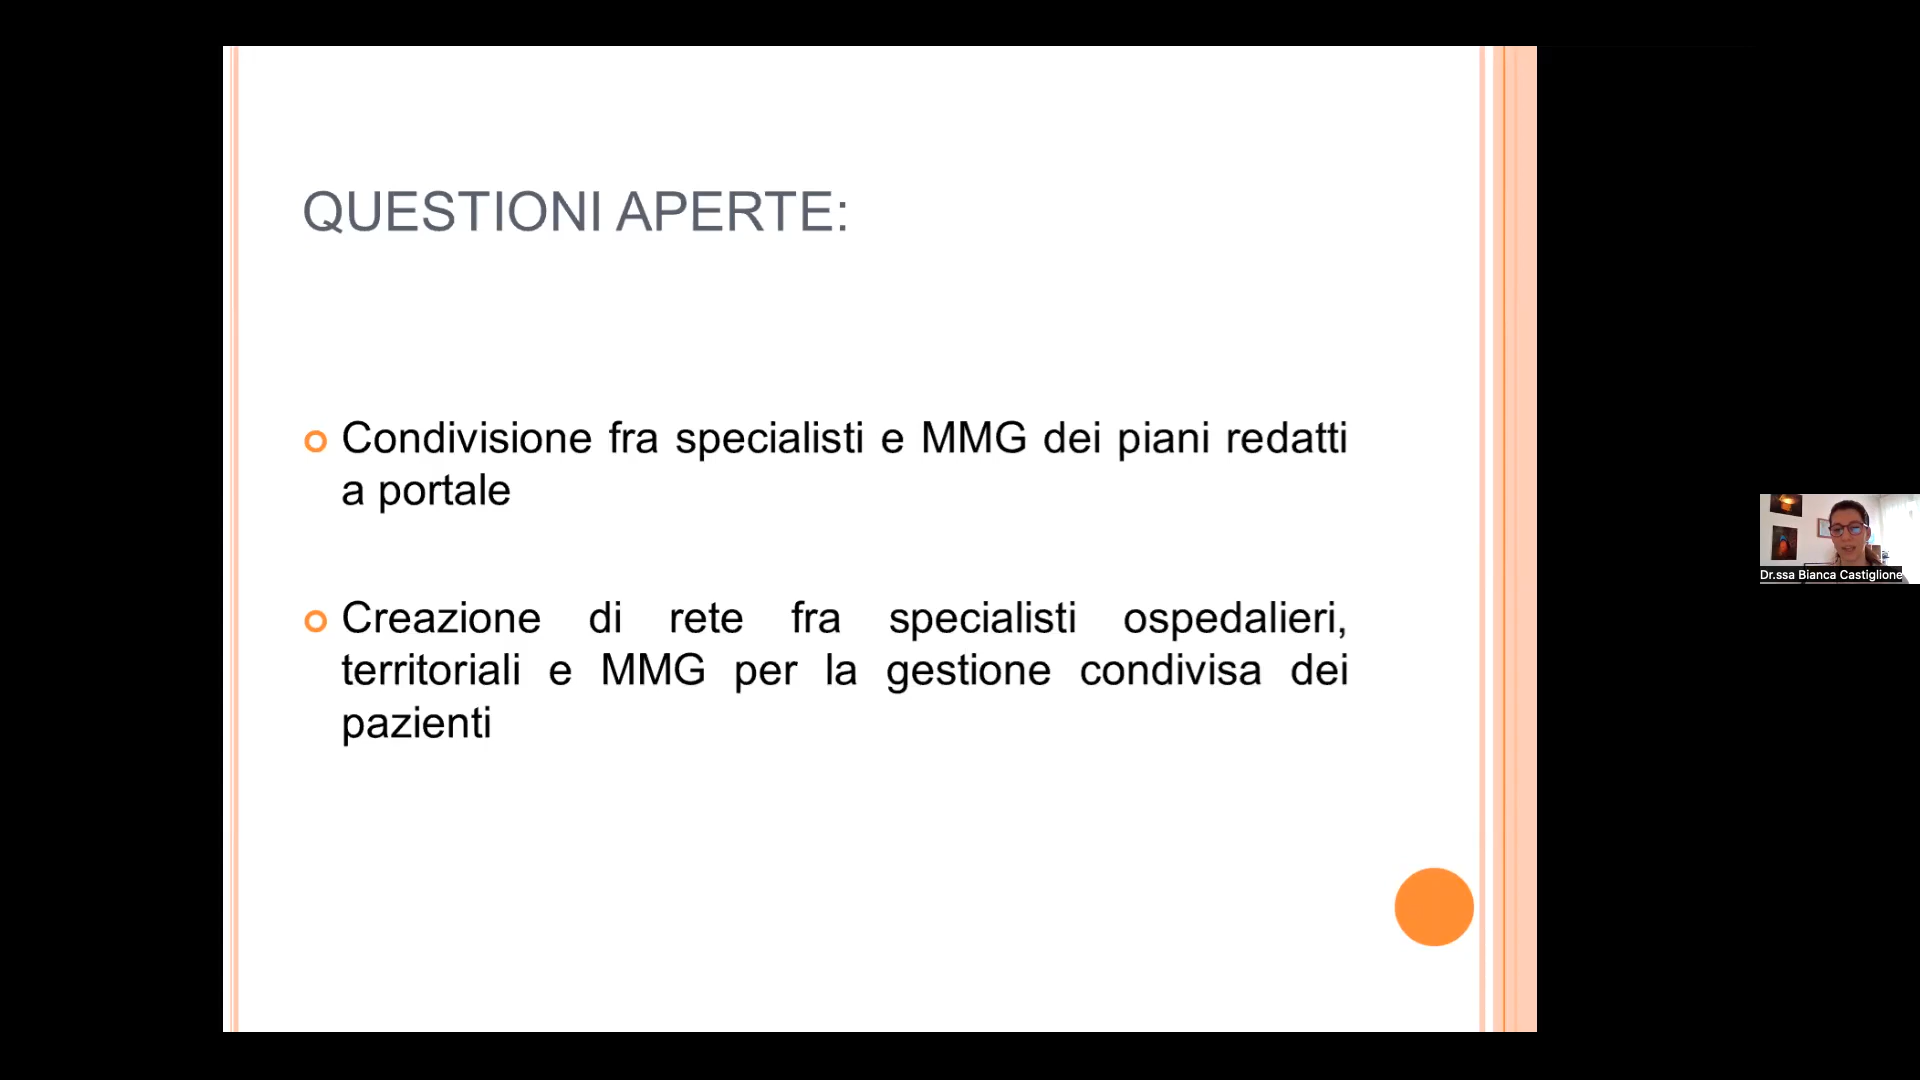 QUESTIONI APERTE:
Condivisione fra specialisti e MMG dei piani redatti
a portale
Creazione di rete fra specialisti ospedalieri,
territoriali e MMG per la gestione condivisa dei
pazienti
Dr.ssa Bianca Castiglione